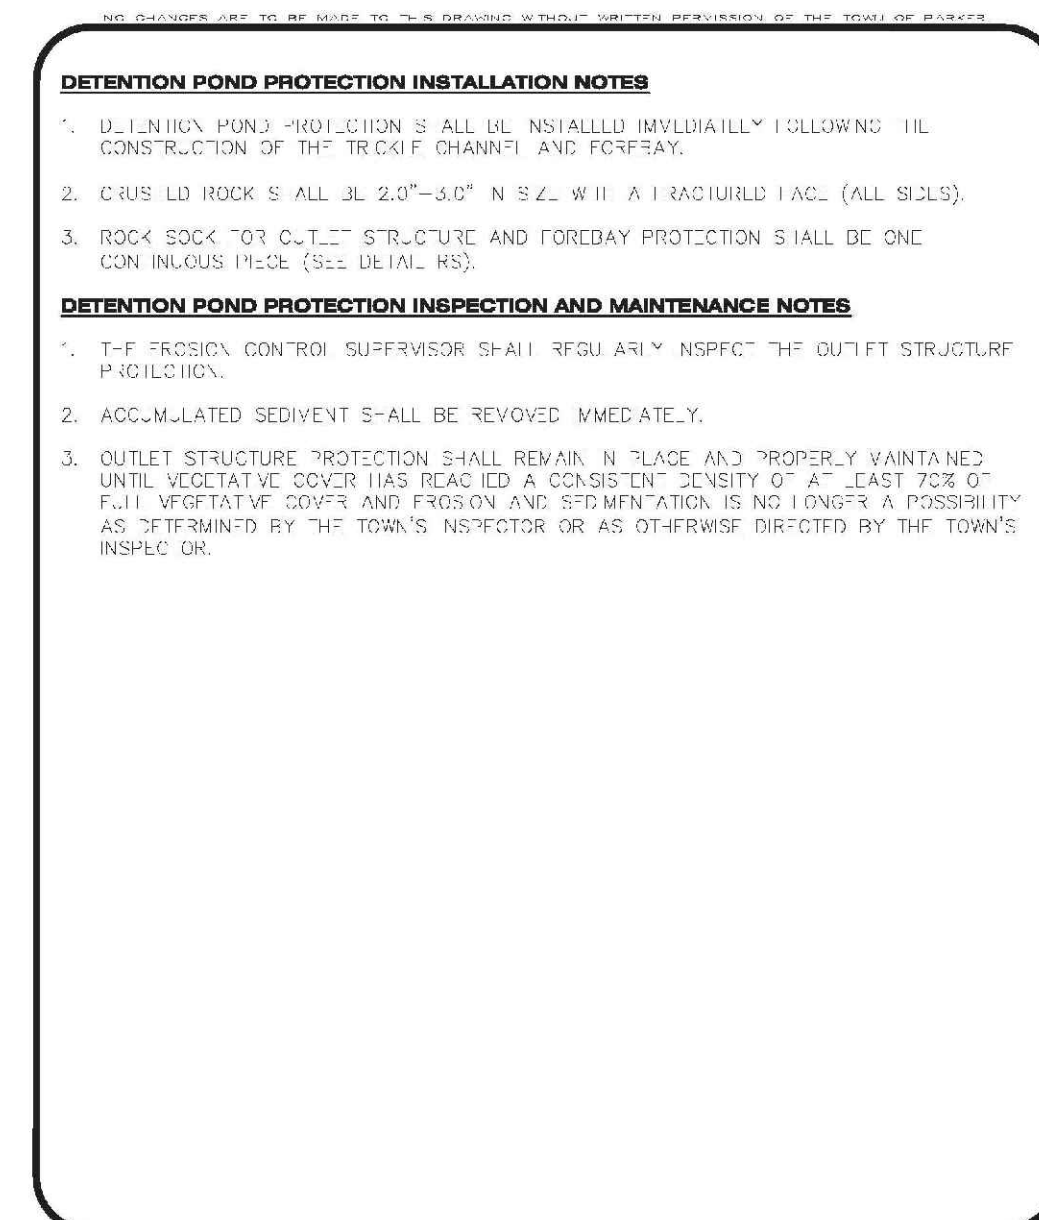 NO CHANGES ARE TO BE MADE TO THIS DRAWING WITHOUT WRITTEN PERMISSION OF THE TOWN OF PARKER
DETENTION POND PROTECTION INSTALLATION NOTES
1. DETENTION POND PROTECTION SHALL BE INSTALLED IMMEDIATELY FOLLOWING THE
CONSTRUCTION OF THE TRICKLE CHANNEL AND FOREBAY.
2. CRUSHED ROCK SHALL BE 2.0"–3.0" IN SIZE WITH A FRACTURED FACE (ALL SIDES).
3. ROCK SOCK FOR OUTLET STRUCTURE AND FOREBAY PROTECTION SHALL BE ONE
CONTINUOUS PIECE (SEE DETAIL RS).
DETENTION POND PROTECTION INSPECTION AND MAINTENANCE NOTES
1. THE EROSION CONTROL SUPERVISOR SHALL REGULARLY INSPECT THE OUTLET STRUCTURE
PROTECTION.
2. ACCUMULATED SEDIMENT SHALL BE REMOVED IMMEDIATELY.
3. OUTLET STRUCTURE PROTECTION SHALL REMAIN IN PLACE AND PROPERLY MAINTAINED
UNTIL VEGETATIVE COVER HAS REACHED A CONSISTENT DENSITY OF AT LEAST 70% OF
FULL VEGETATIVE COVER AND EROSION AND SEDIMENTATION IS NO LONGER A POSSIBILITY
AS DETERMINED BY THE TOWN'S INSPECTOR OR AS OTHERWISE DIRECTED BY THE TOWN'S
INSPECTOR.